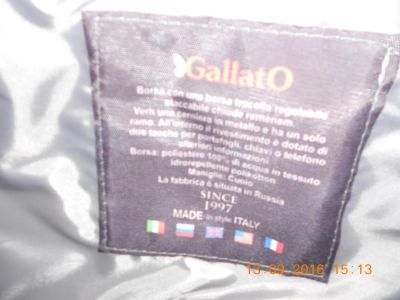 GallatO
Borsa con una borsa tracolla regolabile
staccabile chiude remenram
Verh una cerniera in metallo e ha un solo
ramo. All'interno il rivestimento è dotato di
due tasche per portafogli, chiavi o telefono
ulteriori informazioni
Borsa: poliestere 100% di acqua in tessuto
idrorepellente polièsotton
Maniglie: Cuoio
La fabbrica è situata in Russia
SINCE
1997
MADE in style ITALY
13-09-2016 15:13